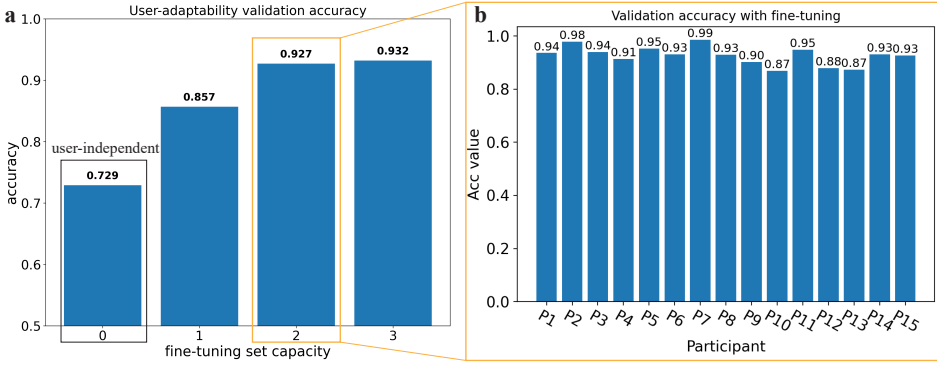 a
User-adaptability validation accuracy
1.0
0.9
0.8
0.7
0.6
0.5
accuracy
user-independent
0.729
0.857
0.927
0.932
0
1
2
3
fine-tuning set capacity
b
Validation accuracy with fine-tuning
1.0
0.8
0.6
0.4
0.2
0.0
Acc value
0.94
0.98
0.94
0.91
0.95
0.93
0.99
0.93
0.90
0.87
0.95
0.88
0.87
0.93
0.93
P1
P2
P3
P4
P5
P6
P7
P8
P9
P10
P11
P12
P13
P14
P15
Participant